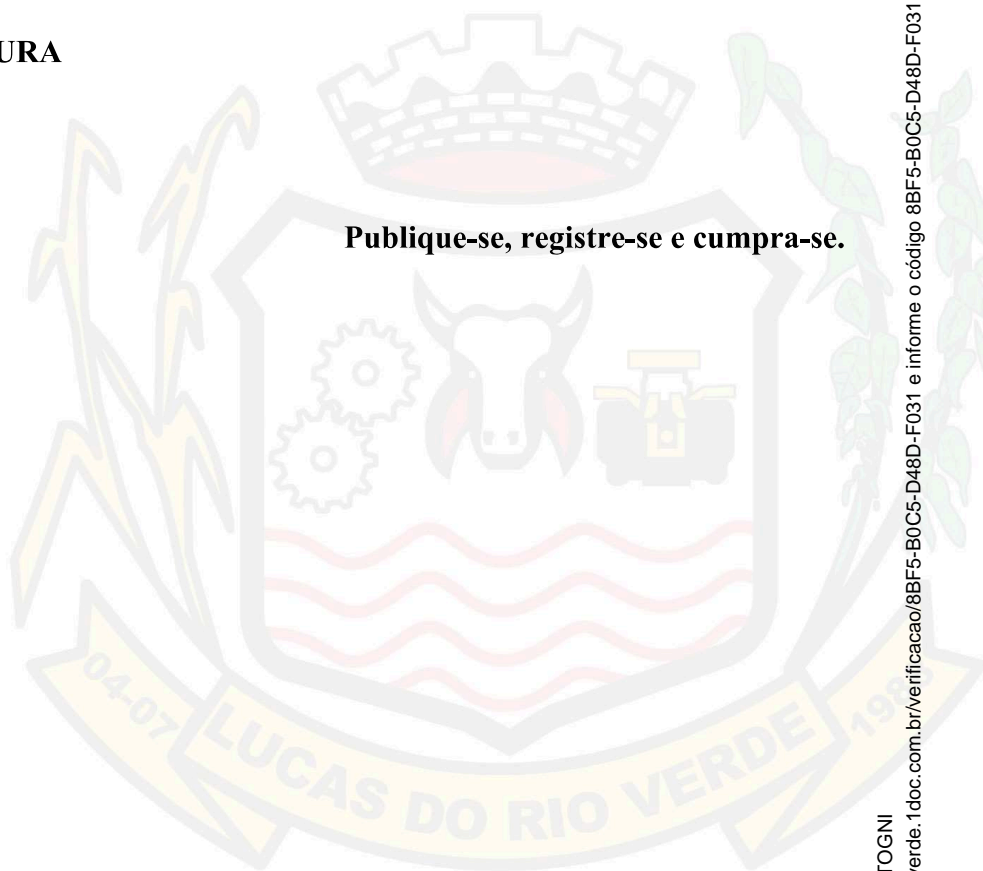 URA
Publique-se, registre-se e cumpra-se.
04-07
LUCAS DO RIO VERDE
TOGNI
verde.1doc.com.br/verificacao/8BF5-B0C5-D48D-F031 e informe o código 8BF5-B0C5-D48D-F031